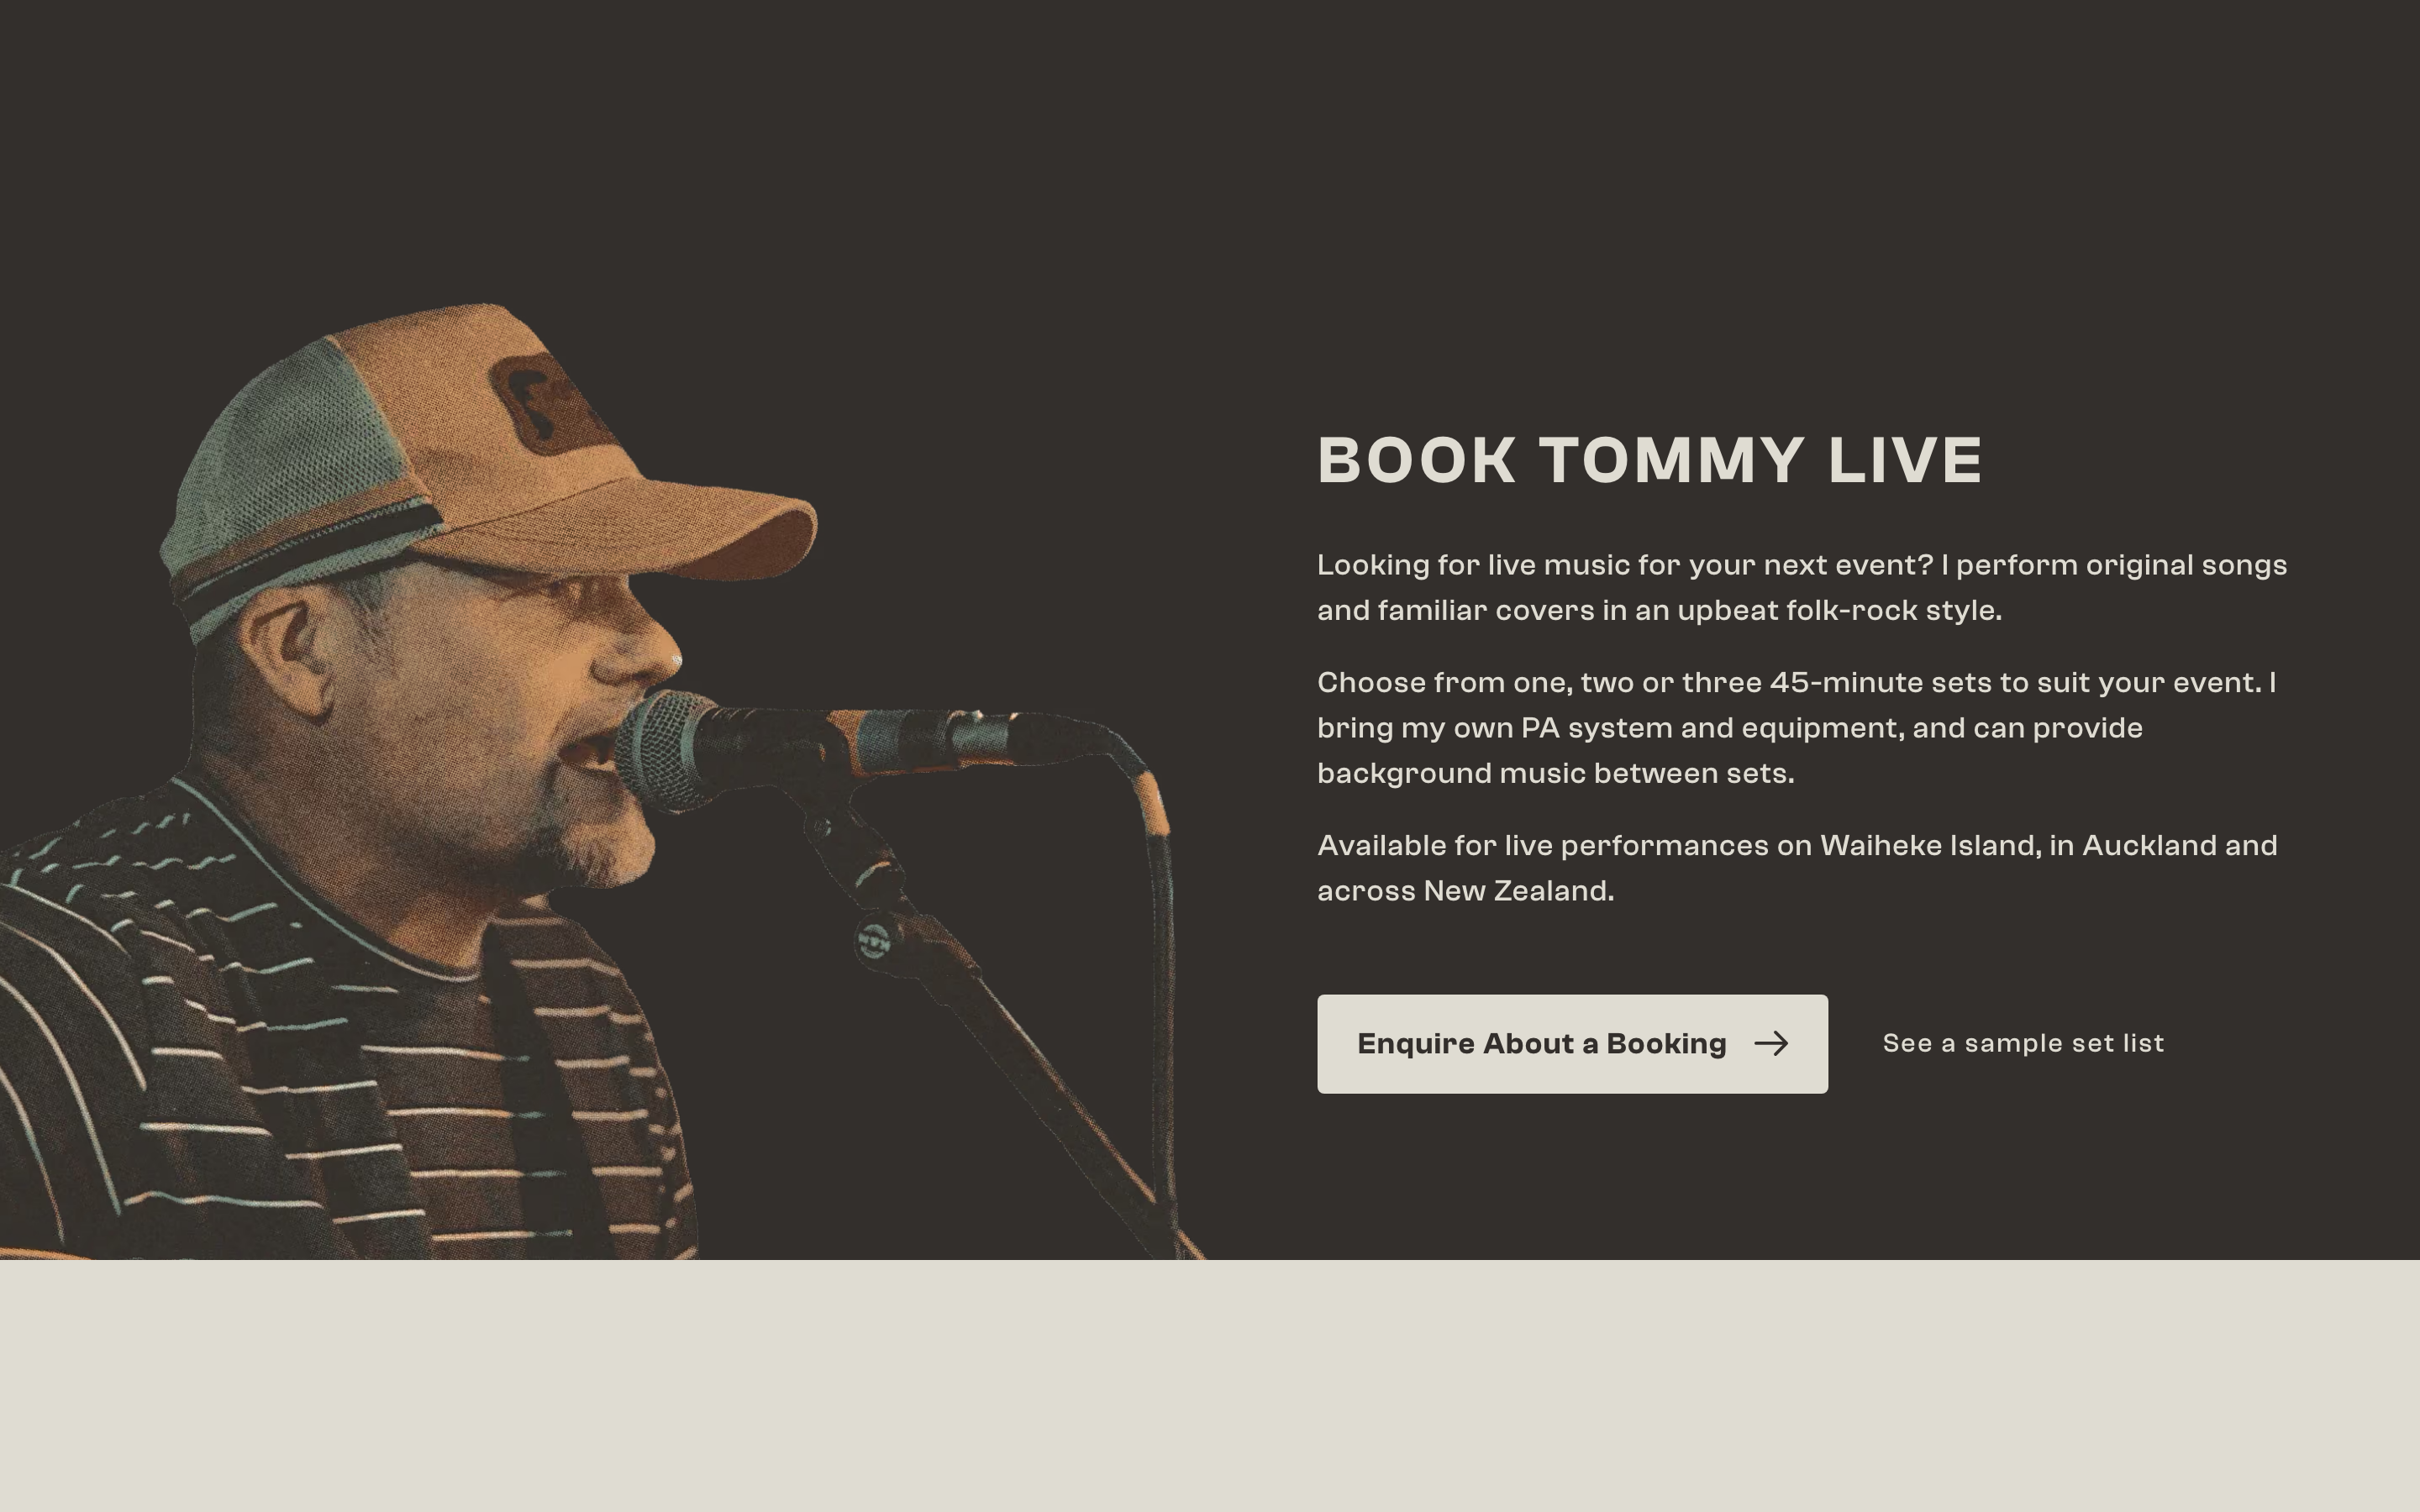 BOOK TOMMY LIVE
Looking for live music for your next event? I perform original songs
and familiar covers in an upbeat folk-rock style.
Choose from one, two or three 45-minute sets to suit your event. I
bring my own PA system and equipment, and can provide
background music between sets.
Available for live performances on Waiheke Island, in Auckland and
across New Zealand.
Enquire About a Booking
See a sample set list